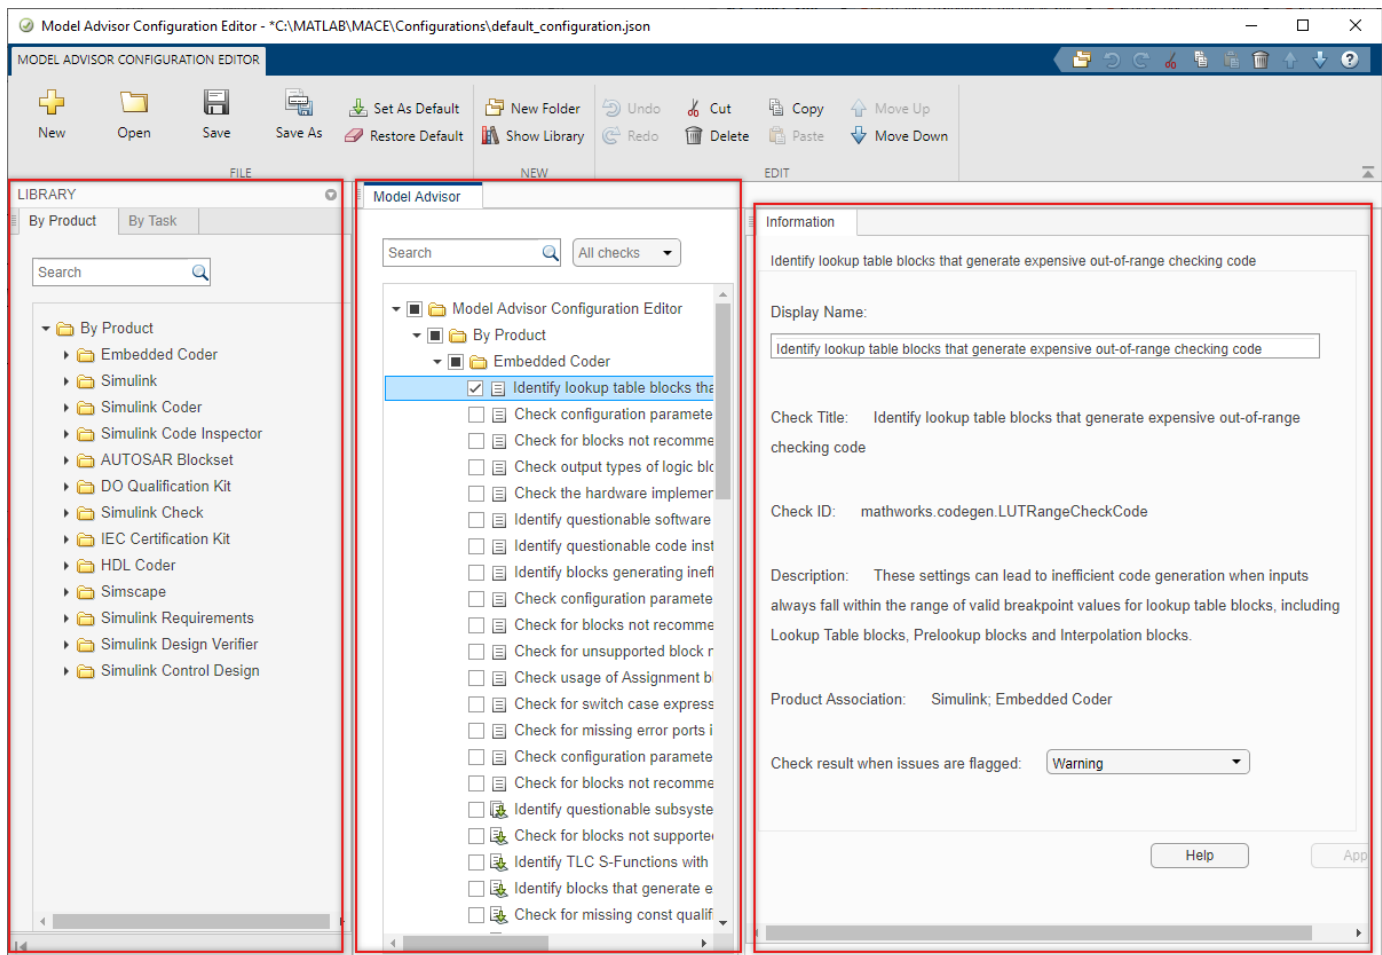 Model Advisor Configuration Editor - *C:\MATLAB\MACE\Configurations\default_configuration.json
MODEL ADVISOR CONFIGURATION EDITOR
New
Open
Save
Save As
Set As Default
Restore Default
FILE
New Folder
Show Library
NEW
Undo
Redo
Cut
Delete
Copy
Paste
Move Up
Move Down
EDIT
LIBRARY
By Product
By Task
Search
By Product
Embedded Coder
Simulink
Simulink Coder
Simulink Code Inspector
AUTOSAR Blockset
DO Qualification Kit
Simulink Check
IEC Certification Kit
HDL Coder
Simscape
Simulink Requirements
Simulink Design Verifier
Simulink Control Design
Model Advisor
Search
All checks
Model Advisor Configuration Editor
By Product
Embedded Coder
Identify lookup table blocks tha
Check configuration paramete
Check for blocks not recomme
Check output types of logic blo
Check the hardware implemen
Identify questionable software
Identify questionable code inst
Identify blocks generating ineff
Check configuration paramete
Check for blocks not recomme
Check for unsupported block n
Check usage of Assignment bl
Check for switch case express
Check for missing error ports i
Check configuration paramete
Check for blocks not recomme
Identify questionable subsyste
Check for blocks not supporte
Identify TLC S-Functions with
Identify blocks that generate e
Check for missing const qualif
Information
Identify lookup table blocks that generate expensive out-of-range checking code
Display Name:
Identify lookup table blocks that generate expensive out-of-range checking code
Check Title: Identify lookup table blocks that generate expensive out-of-range
checking code
Check ID: mathworks.codegen.LUTRangeCheckCode
Description: These settings can lead to inefficient code generation when inputs
always fall within the range of valid breakpoint values for lookup table blocks, including
Lookup Table blocks, Prelookup blocks and Interpolation blocks.
Product Association: Simulink; Embedded Coder
Check result when issues are flagged: Warning
Help
App